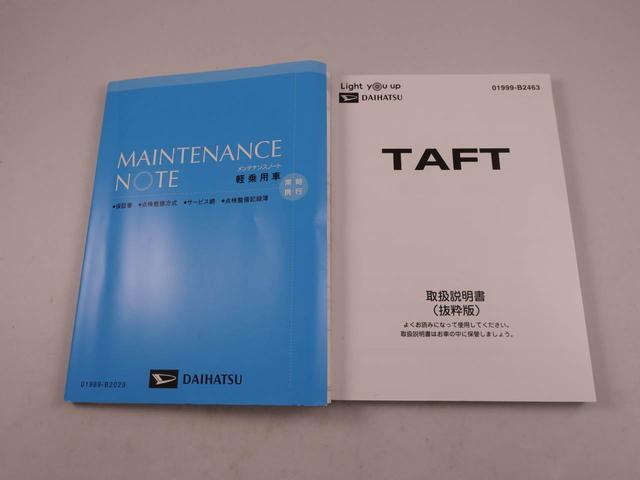 MAINTENANCE
NOTE
メンテナンスノート
軽乗用車
常時
携行
●保証書 ●点検整備方式 ●サービス網 ●点検整備記録簿
01989-B2029
DAIHATSU
Light you up
DAIHATSU
01999-B2463
TAFT
取扱説明書
（抜粋版）
よくお読みになって使用してください。
取扱説明書はお車の中に保管しましょう。